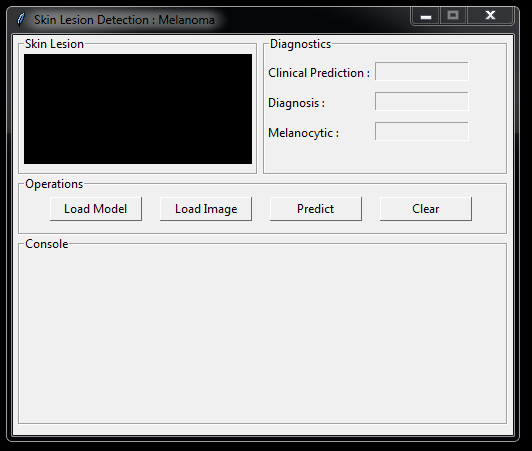 Skin Lesion Detection : Melanoma
Skin Lesion
Diagnostics
Clinical Prediction :
Diagnosis :
Melanocytic :
Operations
Load Model
Load Image
Predict
Clear
Console